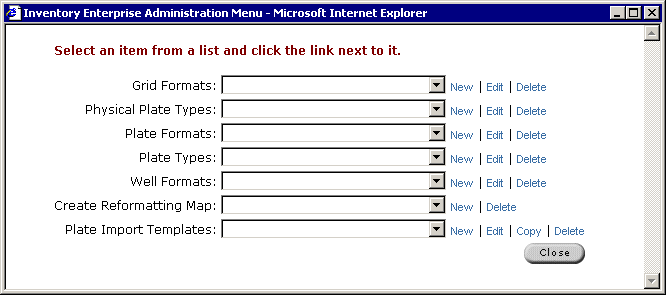 Inventory Enterprise Administration Menu - Microsoft Internet Explorer
Select an item from a list and click the link next to it.
Grid Formats: New | Edit | Delete
Physical Plate Types: New | Edit | Delete
Plate Formats: New | Edit | Delete
Plate Types: New | Edit | Delete
Well Formats: New | Edit | Delete
Create Reformatting Map: New | Delete
Plate Import Templates: New | Edit | Copy | Delete
Close